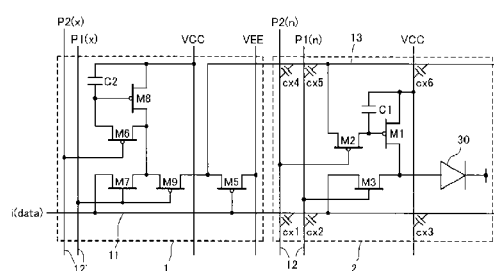 P2(x)
P1(x)
VCC
VEE
P2(n)
P1(n)
13
VCC
cx4
cx5
cx6
C2
M8
C1
M6
M2
M1
30
M7
M9
M5
M3
i(data)
11
cx1
cx2
cx3
12'
1
12
2